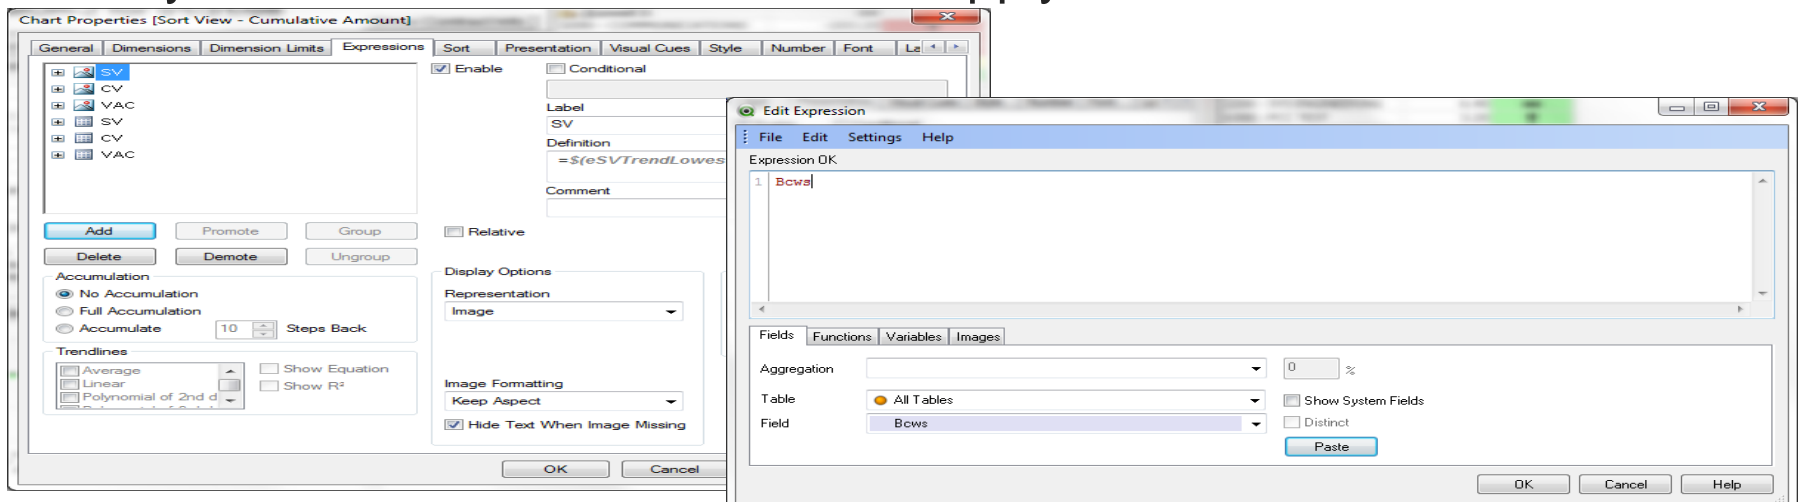 Chart Properties [Sort View - Cumulative Amount]
General Dimensions Dimension Limits Expressions Sort Presentation Visual Cues Style Number Font
SV
CV
VAC
SV
CV
VAC
Enable
Conditional
Label
SV
Definition
=$(eSVTrendLowes
Comment
Add Promote Group
Delete Demote Ungroup
Relative
Accumulation
No Accumulation
Full Accumulation
Accumulate 10 Steps Back
Trendlines
Average
Linear
Polynomial of 2nd d
Show Equation
Show R²
Display Options
Representation
Image
Image Formatting
Keep Aspect
Hide Text When Image Missing
OK Cancel
Edit Expression
File Edit Settings Help
Expression OK
1 Bcws
Fields Functions Variables Images
Aggregation 0 %
Table All Tables Show System Fields
Field Bcws Distinct
Paste
OK Cancel Help